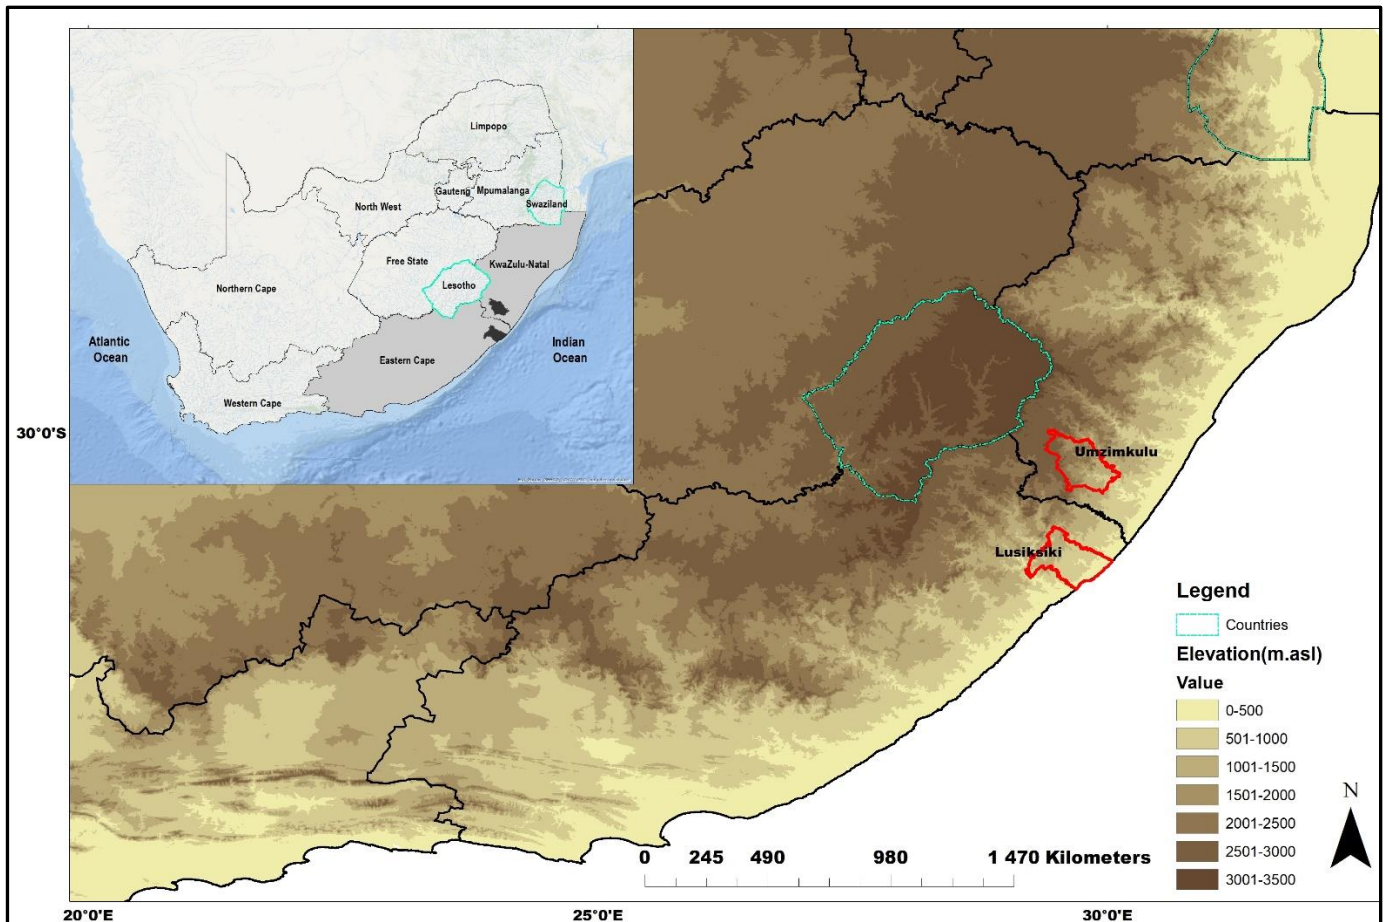 Limpopo
Gauteng
Mpumalanga
North West
Swaziland
Free State
KwaZulu-Natal
Lesotho
Northern Cape
Atlantic
Ocean
Indian
Ocean
Eastern Cape
Western Cape
30°0'S
Umzimkulu
Lusiksiki
Legend
Countries
Elevation(m.asl)
Value
0-500
501-1000
1001-1500
1501-2000
2001-2500
2501-3000
3001-3500
N
0 245 490 980 1 470 Kilometers
20°0'E 25°0'E 30°0'E